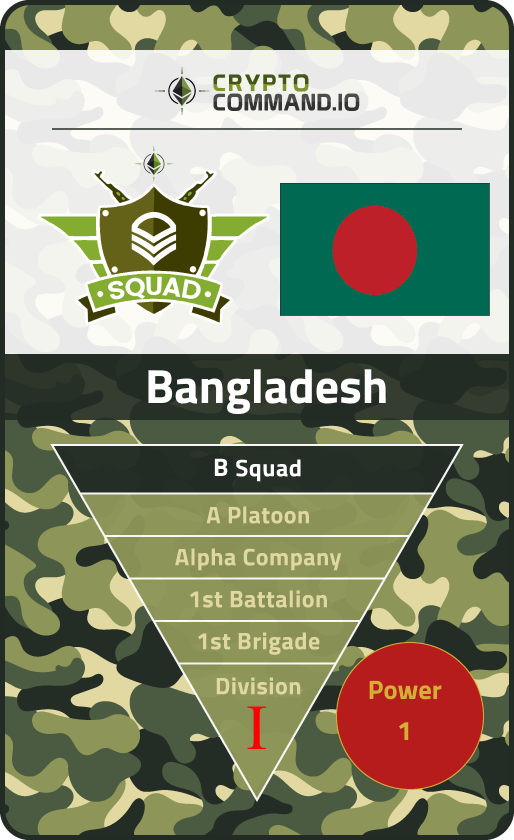 CRYPTO
COMMAND.IO
SQUAD
Bangladesh
B Squad
A Platoon
Alpha Company
1st Battalion
1st Brigade
Division
I
Power
1